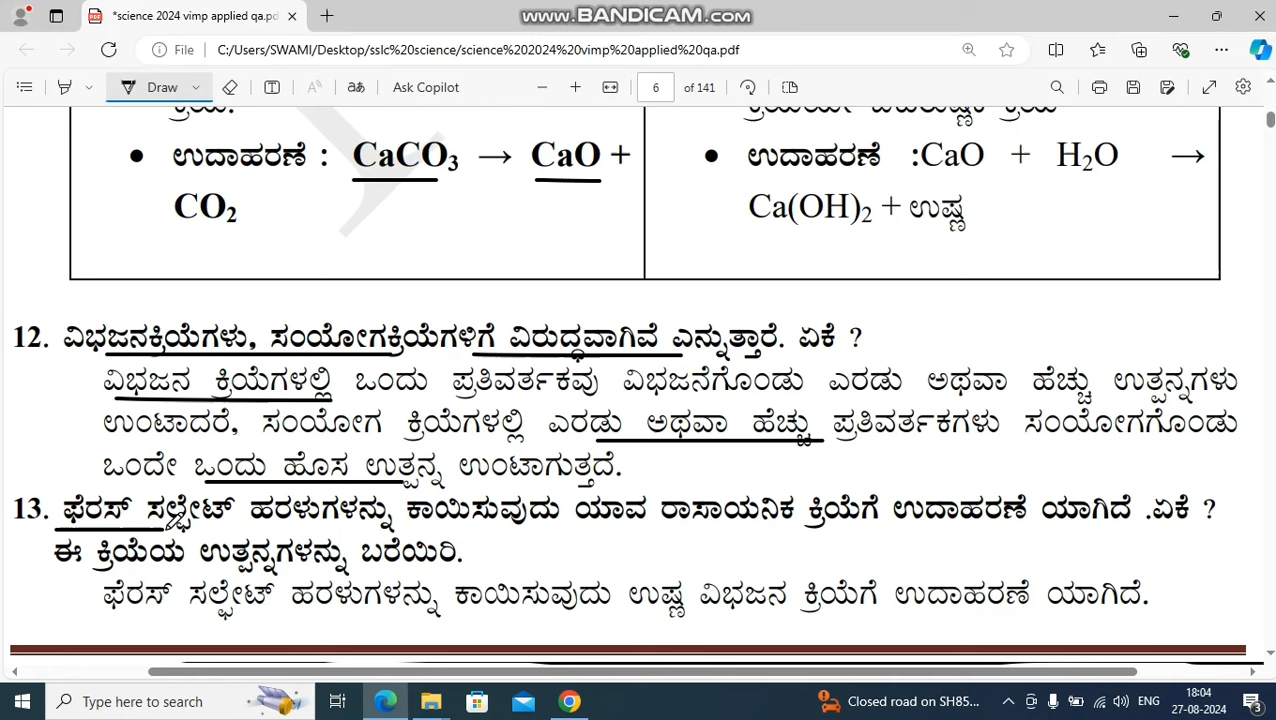 www.BANDICAM.com
*science 2024 vimp applied qa.pd
File C:/Users/SWAMI/Desktop/sslc%20science/science%202024%20vimp%20applied%20qa.pdf
Draw Ask Copilot 6 of 141
• ಉದಾಹರಣೆ : CaCO₃ → CaO +
CO₂
• ಉದಾಹರಣೆ :CaO + H₂O →
Ca(OH)₂ + ಉಷ್ಣ
12. ವಿಭಜನಕ್ರಿಯೆಗಳು, ಸಂಯೋಗಕ್ರಿಯೆಗಳಿಗೆ ವಿರುದ್ಧವಾಗಿವೆ ಎನ್ನುತ್ತಾರೆ. ಏಕೆ ?
ವಿಭಜನ ಕ್ರಿಯೆಗಳಲ್ಲಿ ಒಂದು ಪ್ರತಿವರ್ತಕವು ವಿಭಜನೆಗೊಂಡು ಎರಡು ಅಥವಾ ಹೆಚ್ಚು ಉತ್ಪನ್ನಗಳು
ಉಂಟಾದರೆ, ಸಂಯೋಗ ಕ್ರಿಯೆಗಳಲ್ಲಿ ಎರಡು ಅಥವಾ ಹೆಚ್ಚು ಪ್ರತಿವರ್ತಕಗಳು ಸಂಯೋಗಗೊಂಡು
ಒಂದೇ ಒಂದು ಹೊಸ ಉತ್ಪನ್ನ ಉಂಟಾಗುತ್ತದೆ.
13. ಫೆರಸ್ ಸಲ್ಫೇಟ್ ಹರಳುಗಳನ್ನು ಕಾಯಿಸುವುದು ಯಾವ ರಾಸಾಯನಿಕ ಕ್ರಿಯೆಗೆ ಉದಾಹರಣೆ ಯಾಗಿದೆ .ಏಕೆ ?
ಈ ಕ್ರಿಯೆಯ ಉತ್ಪನ್ನಗಳನ್ನು ಬರೆಯಿರಿ.
ಫೆರಸ್ ಸಲ್ಫೇಟ್ ಹರಳುಗಳನ್ನು ಕಾಯಿಸುವುದು ಉಷ್ಣ ವಿಭಜನ ಕ್ರಿಯೆಗೆ ಉದಾಹರಣೆ ಯಾಗಿದೆ.
Type here to search Closed road on SH85... ENG 18:04
27-08-2024 3